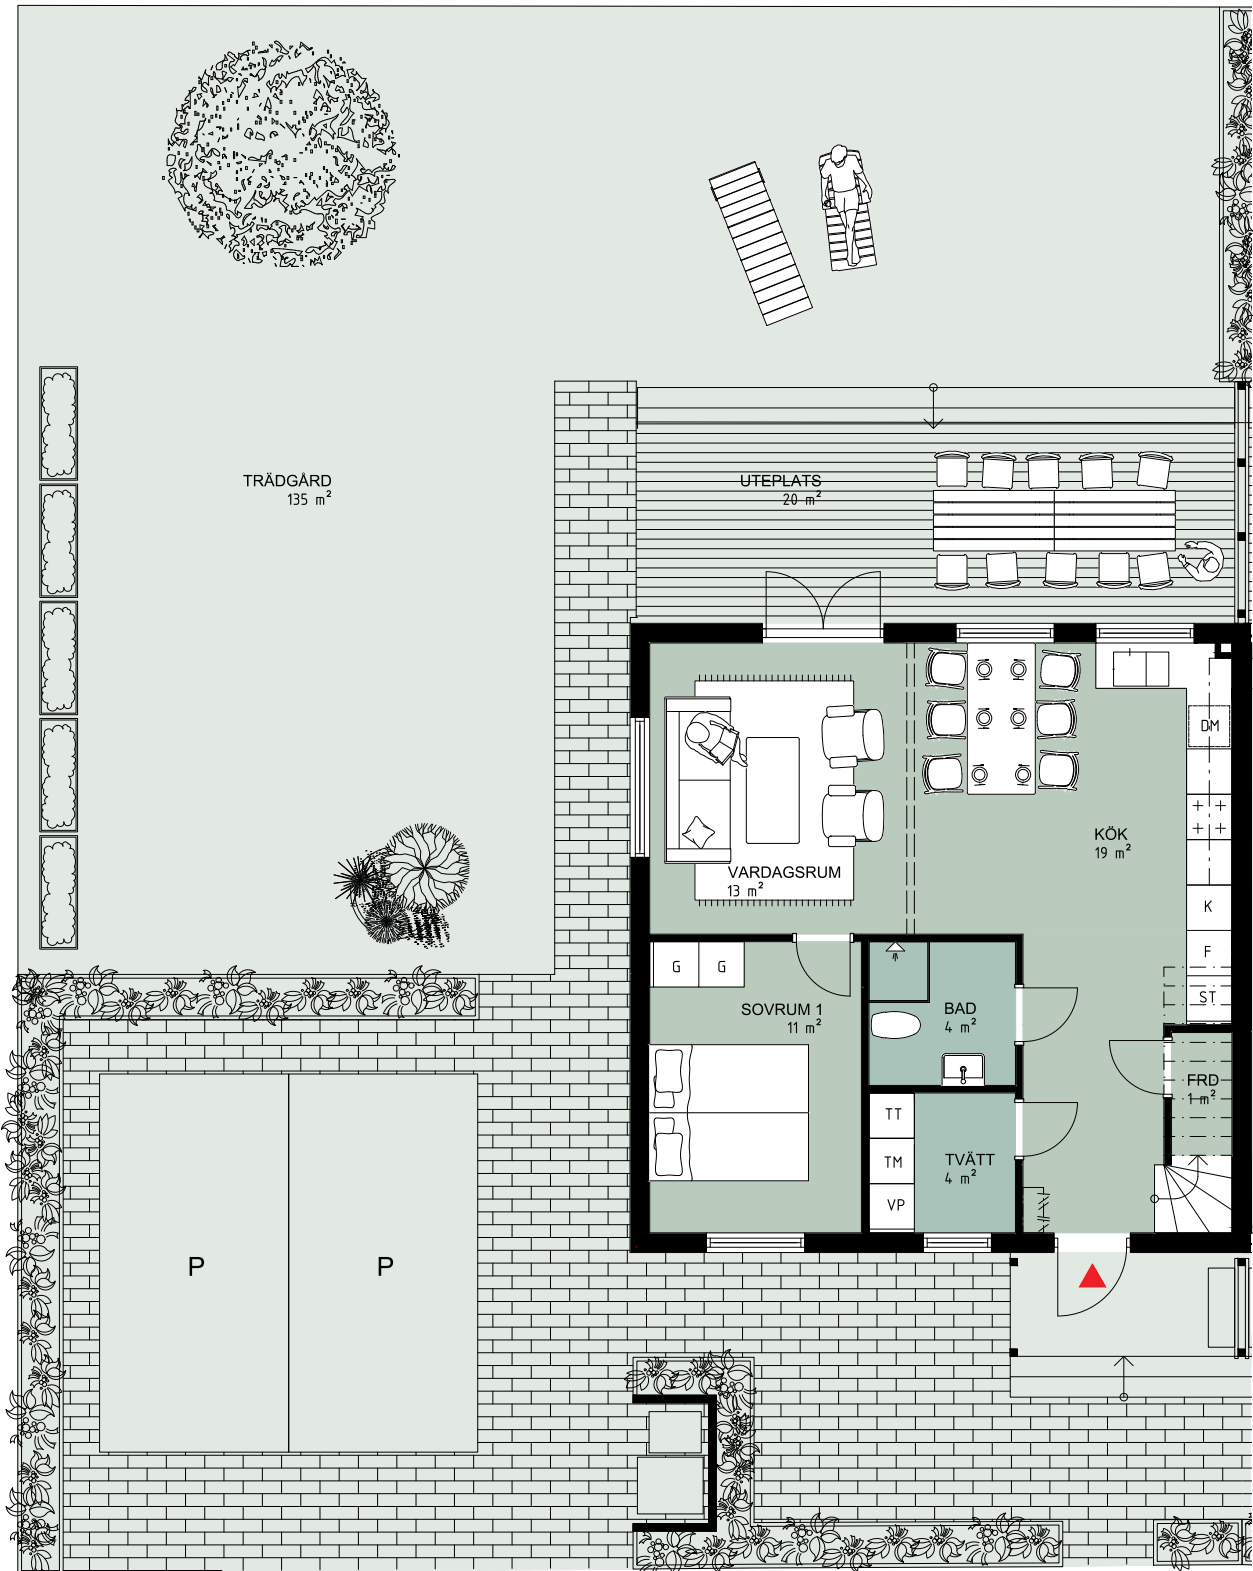 TRÄDGÅRD
135 m²
UTEPLATS
20 m²
DM
KÖK
19 m²
VARDAGSRUM
13 m²
K
F
ST
G G
SOVRUM 1
11 m²
BAD
4 m²
FRD
1 m²
TT
TM
VP
TVÄTT
4 m²
P P